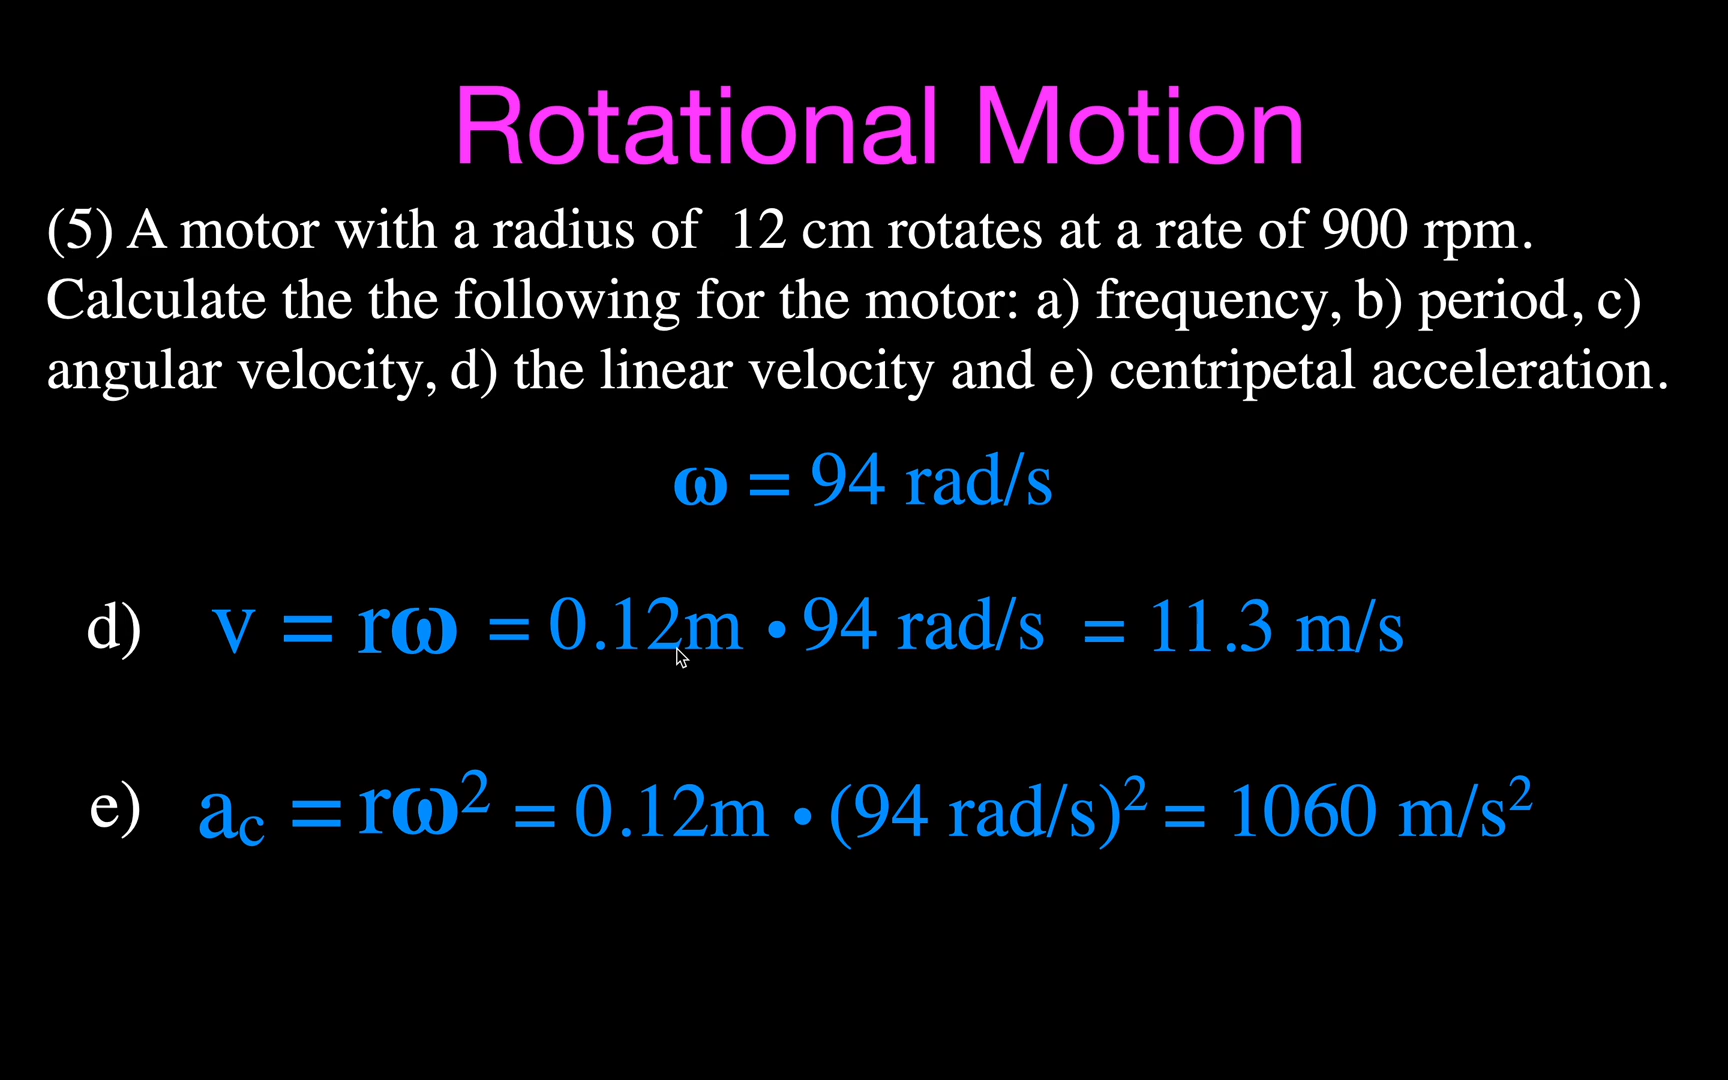 Rotational Motion
(5) A motor with a radius of  12 cm rotates at a rate of 900 rpm.
Calculate the the following for the motor: a) frequency, b) period, c)
angular velocity, d) the linear velocity and e) centripetal acceleration.
ω = 94 rad/s
d) v = rω = 0.12m • 94 rad/s = 11.3 m/s
e) a_c = rω² = 0.12m • (94 rad/s)² = 1060 m/s²